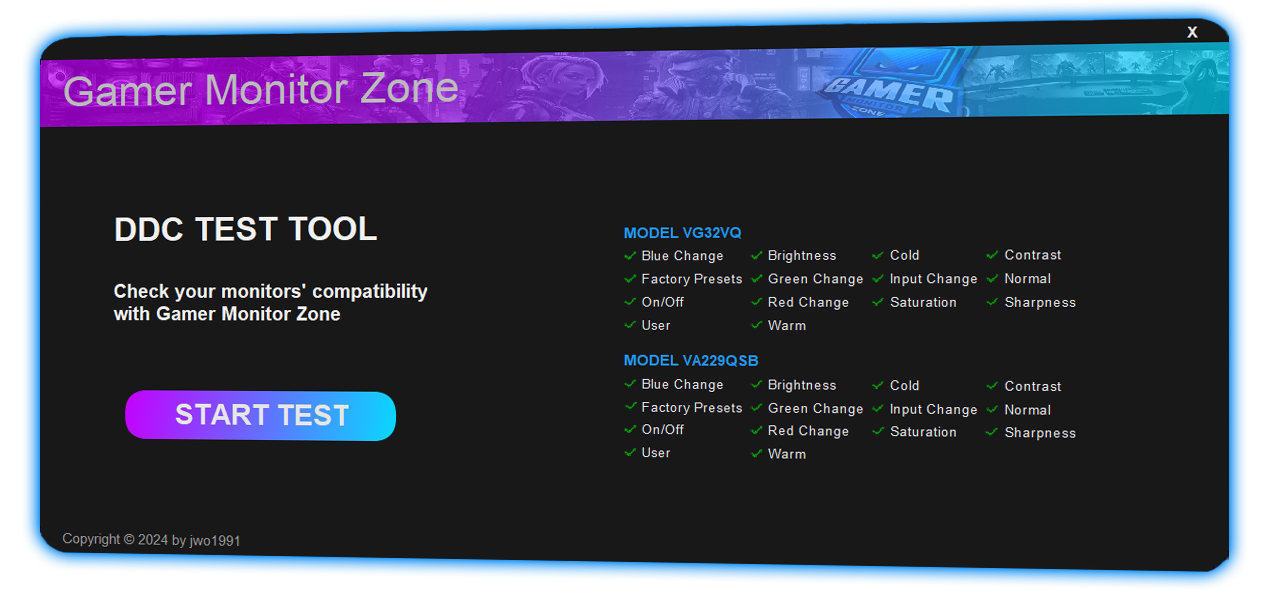 X
Gamer Monitor Zone
GAMER
MONITOR
ZONE
DDC TEST TOOL
Check your monitors' compatibility
with Gamer Monitor Zone
START TEST
MODEL VG32VQ
Blue Change Brightness Cold Contrast
Factory Presets Green Change Input Change Normal
On/Off Red Change Saturation Sharpness
User Warm
MODEL VA229QSB
Blue Change Brightness Cold Contrast
Factory Presets Green Change Input Change Normal
On/Off Red Change Saturation Sharpness
User Warm
Copyright © 2024 by jwo1991